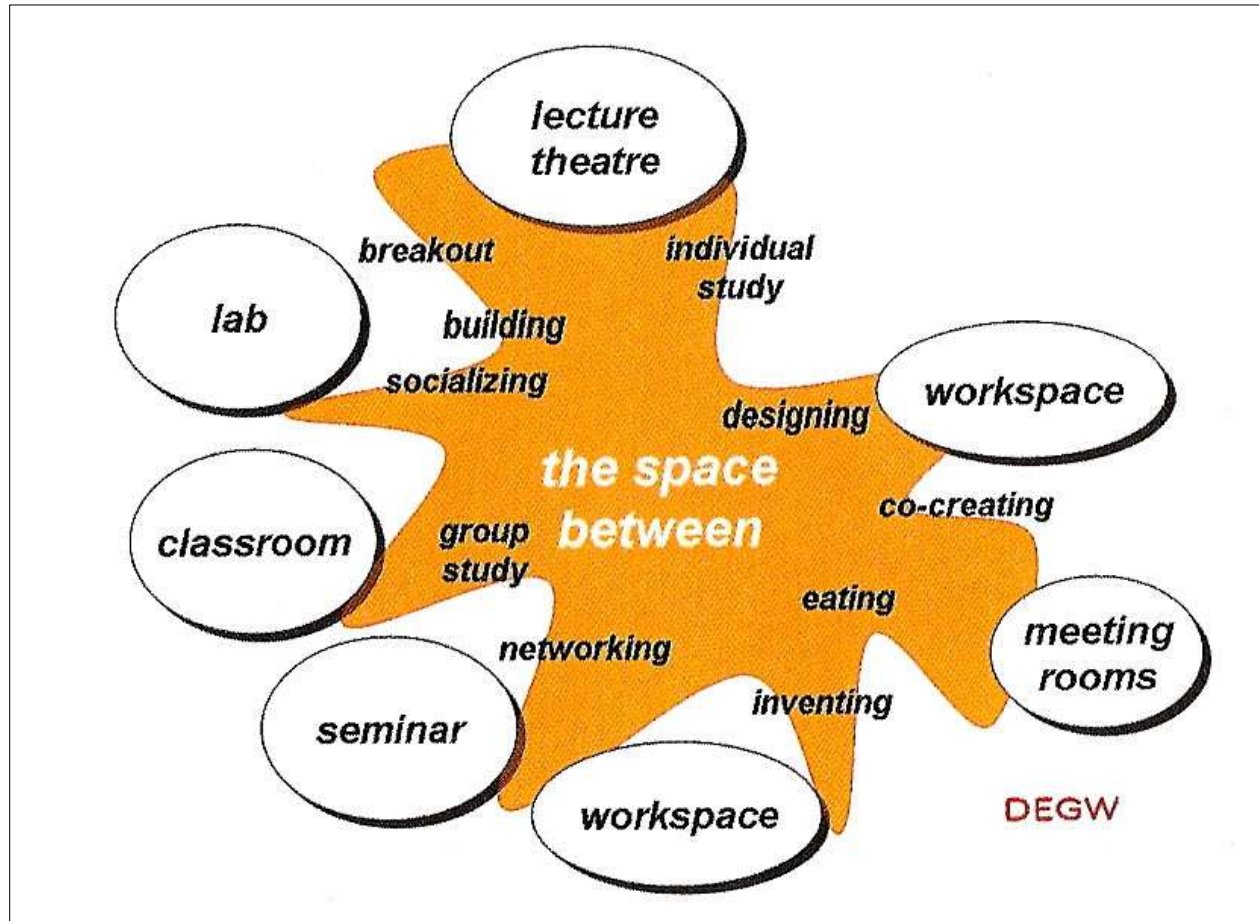 lecture
theatre
breakout
individual
study
lab
building
socializing
workspace
designing
the space
between
co-creating
classroom
group
study
eating
meeting
rooms
networking
inventing
seminar
workspace
DEGW